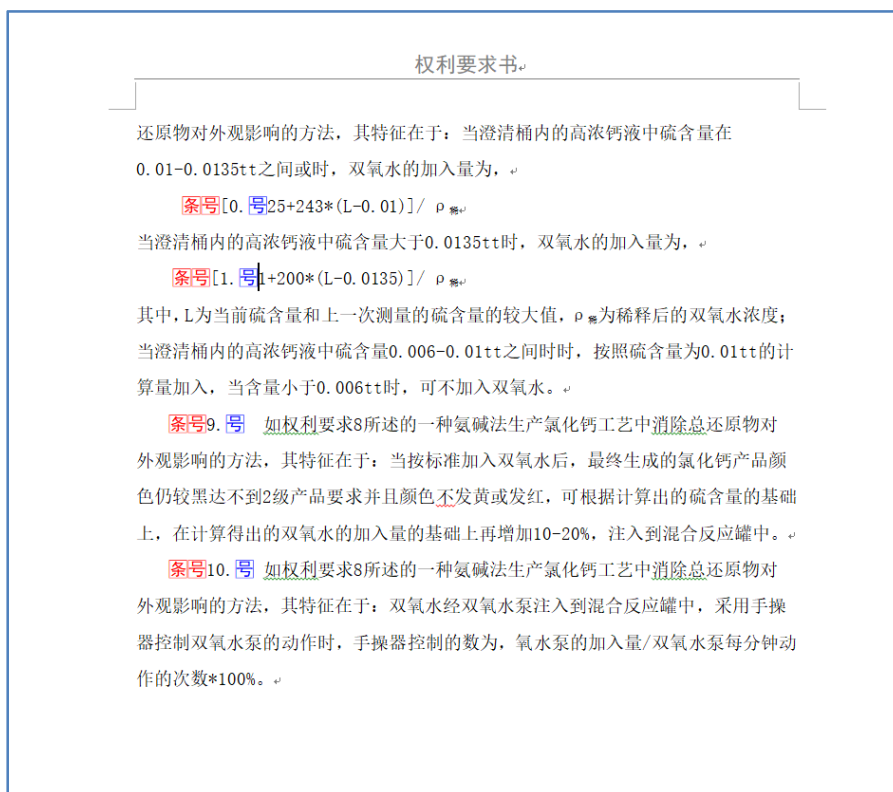 权利要求书
还原物对外观影响的方法，其特征在于：当澄清桶内的高浓钙液中硫含量在
0.01-0.0135tt之间或时，双氧水的加入量为，
条号[0.号25+243*(L-0.01)]/ ρ稀
当澄清桶内的高浓钙液中硫含量大于0.0135tt时，双氧水的加入量为，
条号[1.号1+200*(L-0.0135)]/ ρ稀
其中，L为当前硫含量和上一次测量的硫含量的较大值，ρ稀为稀释后的双氧水浓度；
当澄清桶内的高浓钙液中硫含量0.006-0.01tt之间时时，按照硫含量为0.01tt的计
算量加入，当含量小于0.006tt时，可不加入双氧水。
条号9.号 如权利要求8所述的一种氨碱法生产氯化钙工艺中消除总还原物对
外观影响的方法，其特征在于：当按标准加入双氧水后，最终生成的氯化钙产品颜
色仍较黑达不到2级产品要求并且颜色不发黄或发红，可根据计算出的硫含量的基础
上，在计算得出的双氧水的加入量的基础上再增加10-20%，注入到混合反应罐中。
条号10.号 如权利要求8所述的一种氨碱法生产氯化钙工艺中消除总还原物对
外观影响的方法，其特征在于：双氧水经双氧水泵注入到混合反应罐中，采用手操
器控制双氧水泵的动作时，手操器控制的数为，氧水泵的加入量/双氧水泵每分钟动
作的次数*100%。